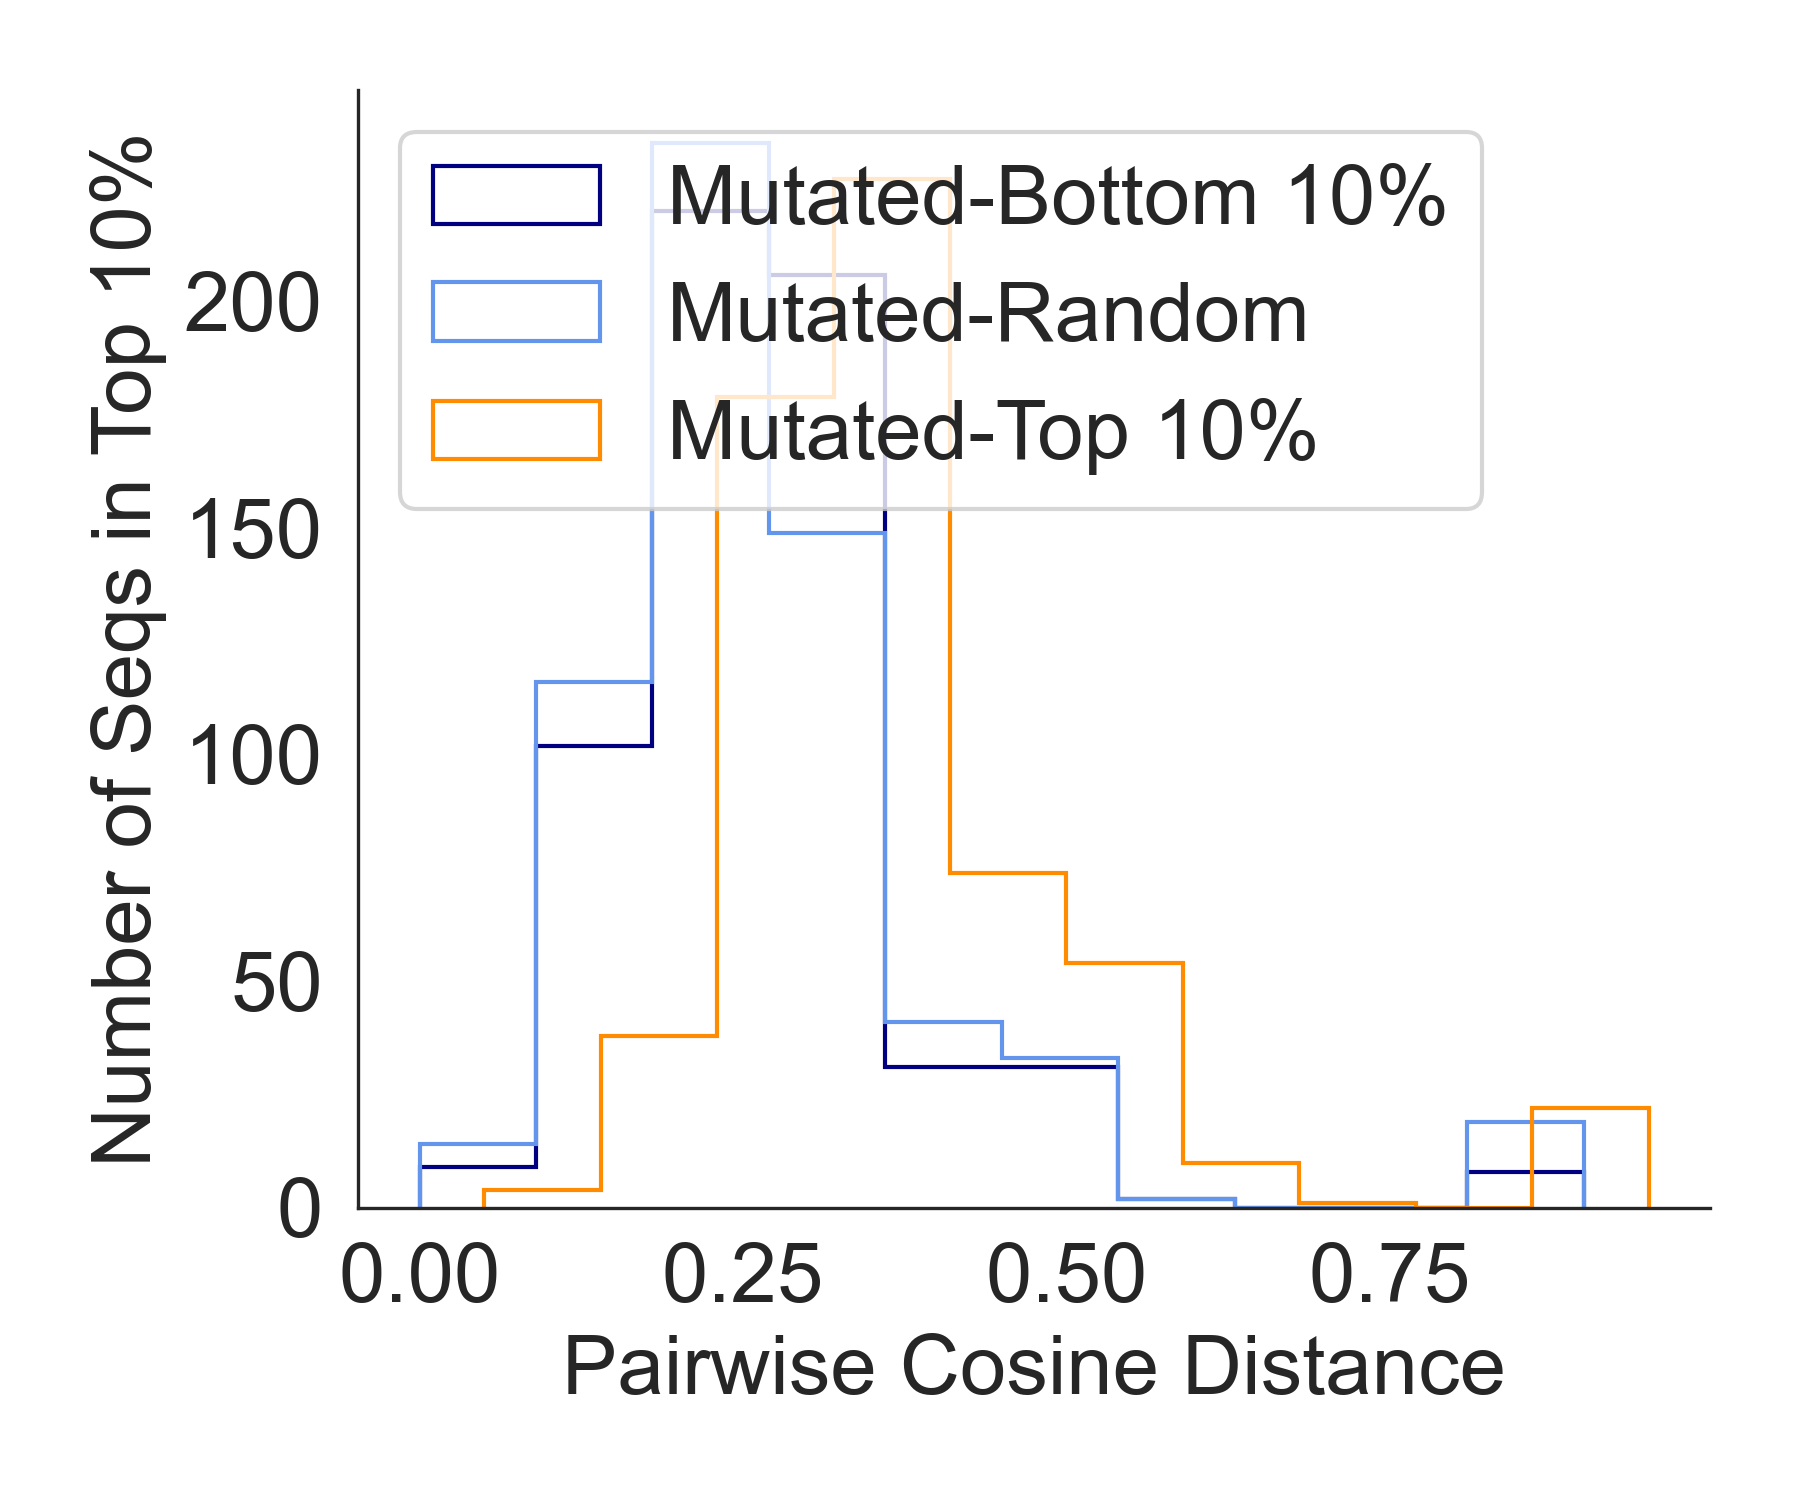 Number of Seqs in Top 10%
200
150
100
50
0
Mutated-Bottom 10%
Mutated-Random
Mutated-Top 10%
0.00 0.25 0.50 0.75
Pairwise Cosine Distance